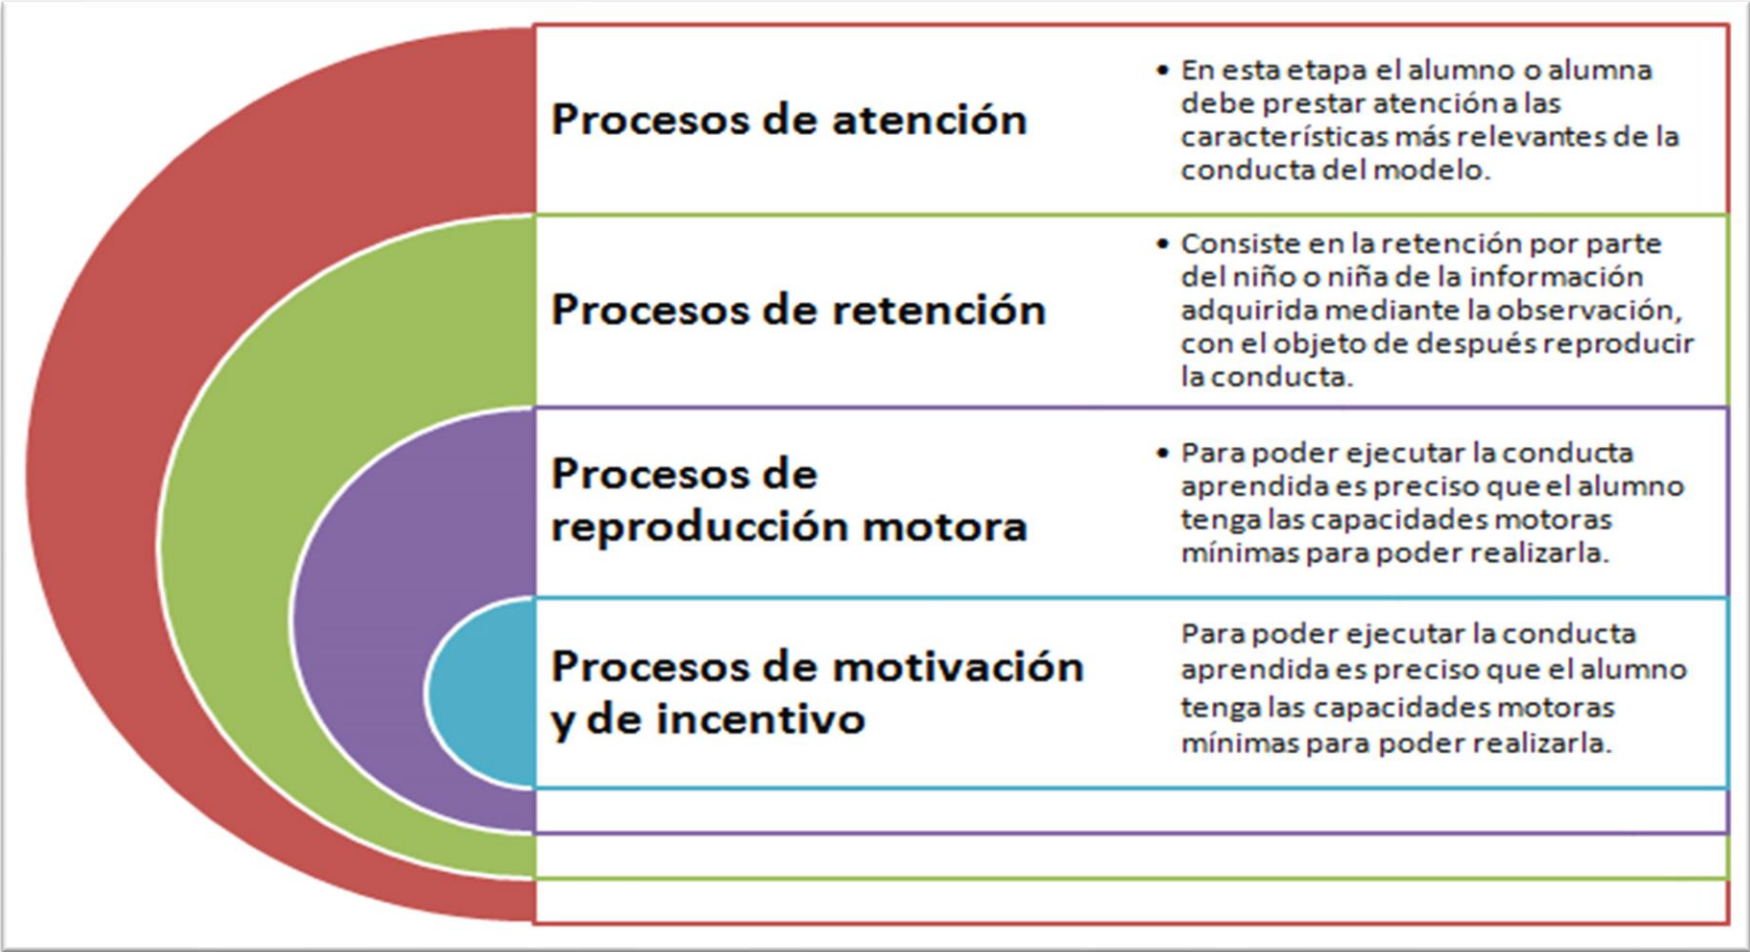 Procesos de atención
• En esta etapa el alumno o alumna
debe prestar atención a las
características más relevantes de la
conducta del modelo.
Procesos de retención
• Consiste en la retención por parte
del niño o niña de la información
adquirida mediante la observación,
con el objeto de después reproducir
la conducta.
Procesos de
reproducción motora
• Para poder ejecutar la conducta
aprendida es preciso que el alumno
tenga las capacidades motoras
mínimas para poder realizarla.
Procesos de motivación
y de incentivo
Para poder ejecutar la conducta
aprendida es preciso que el alumno
tenga las capacidades motoras
mínimas para poder realizarla.